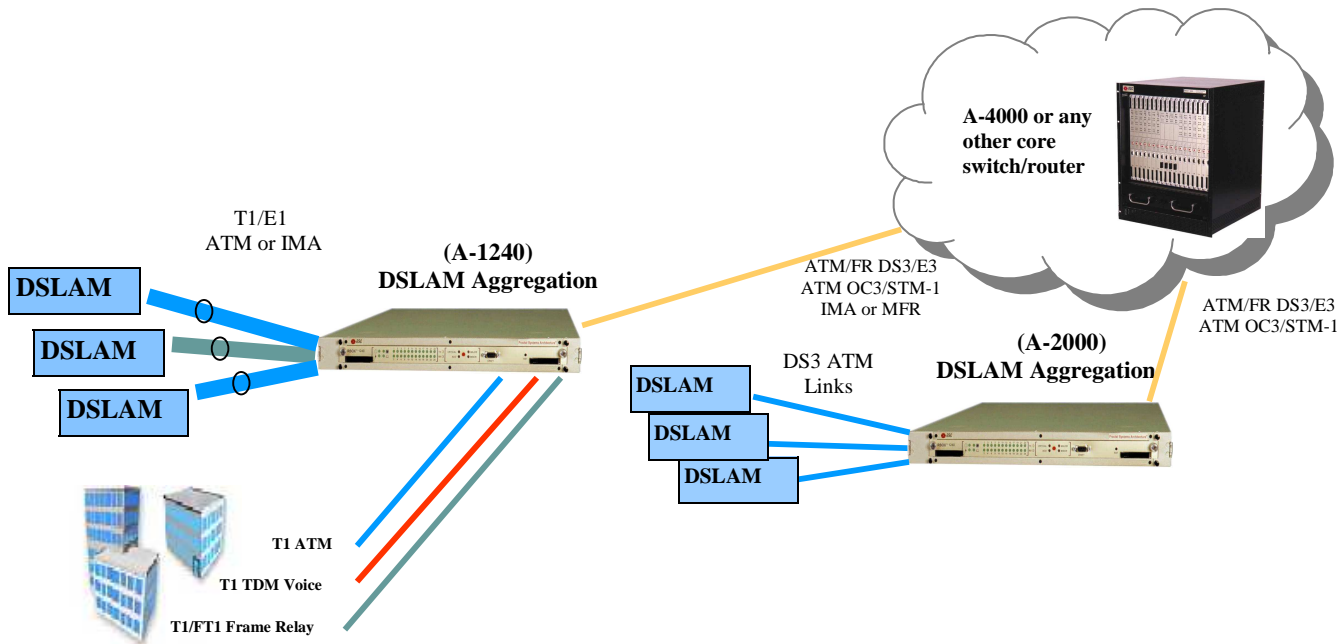 A-4000 or any
other core
switch/router
T1/E1
ATM or IMA
(A-1240)
DSLAM Aggregation
DSLAM
DSLAM
DSLAM
ATM/FR DS3/E3
ATM OC3/STM-1
IMA or MFR
ATM/FR DS3/E3
ATM OC3/STM-1
(A-2000)
DSLAM Aggregation
DS3 ATM
Links
DSLAM
DSLAM
DSLAM
T1 ATM
T1 TDM Voice
T1/FT1 Frame Relay